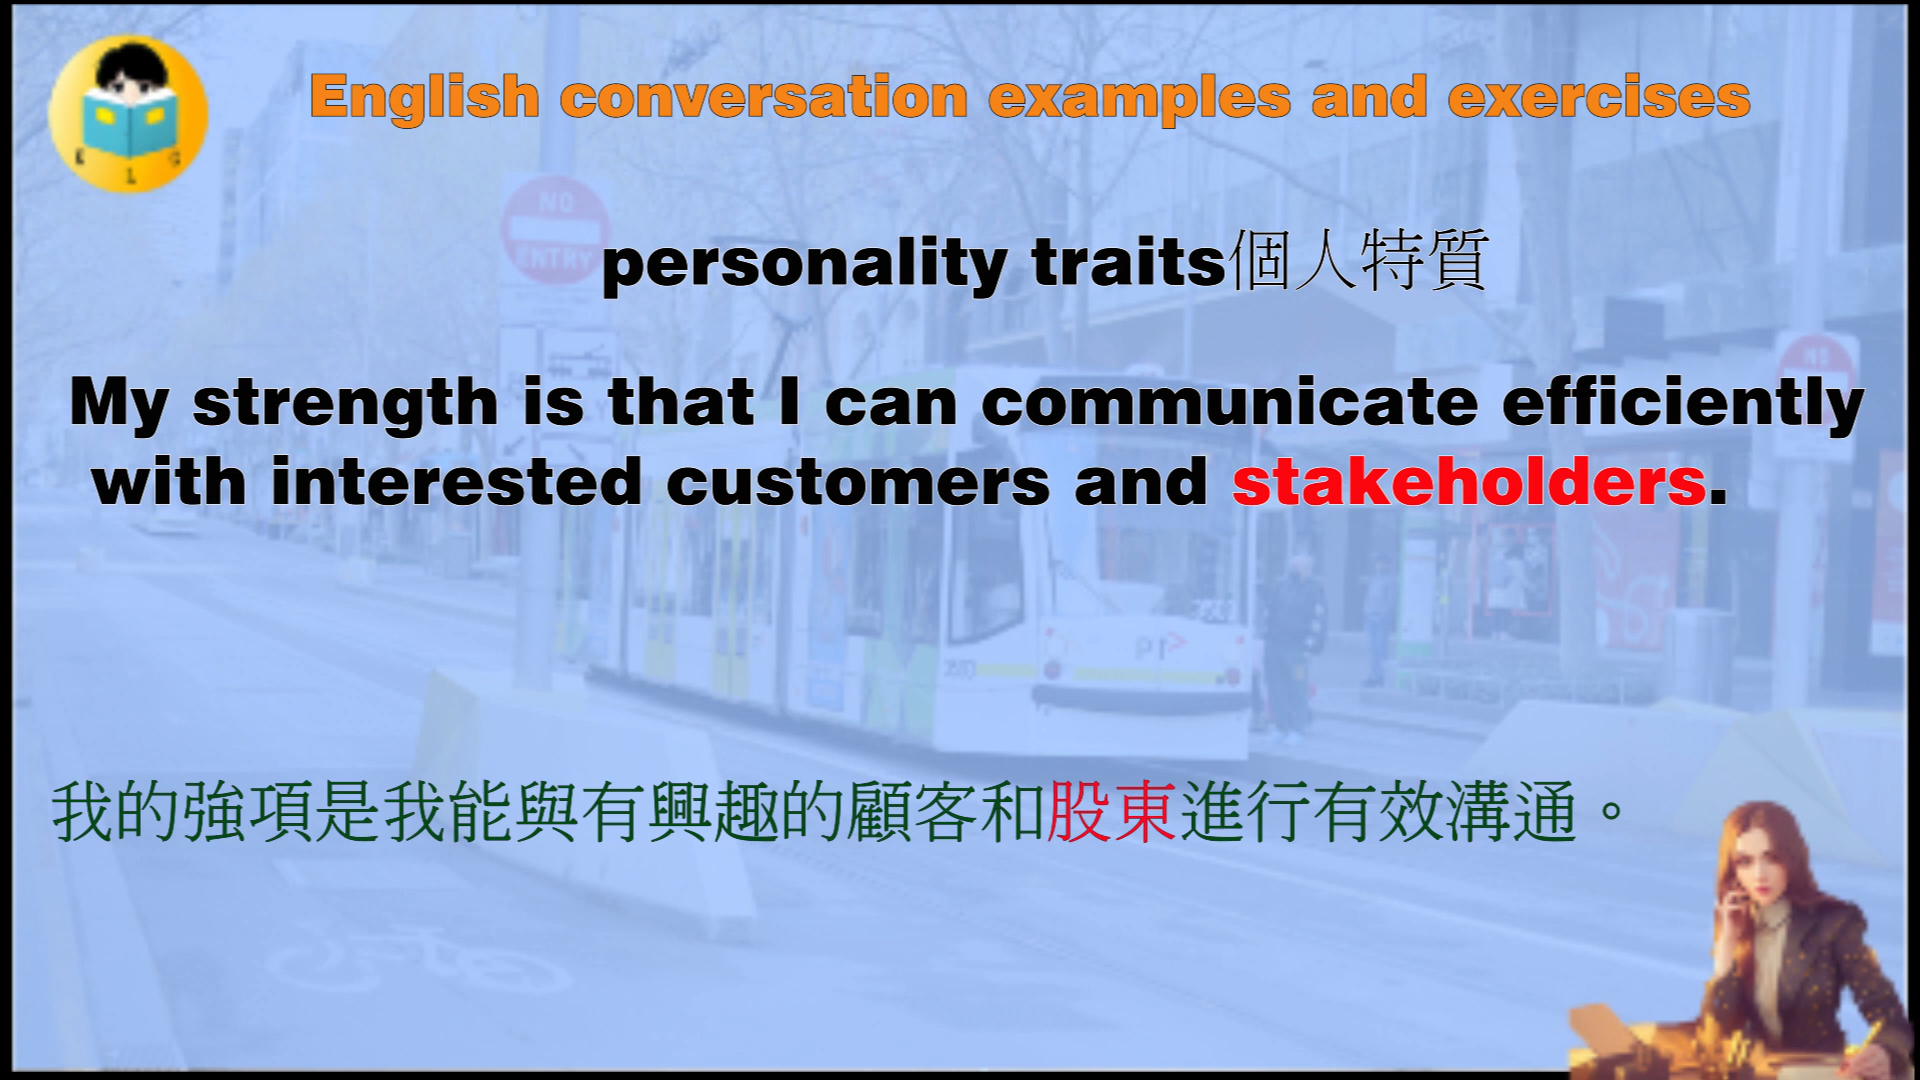 English conversation examples and exercises
E L G
NO
ENTRY
personality traits個人特質
My strength is that I can communicate efficiently
with interested customers and stakeholders.
我的強項是我能與有興趣的顧客和股東進行有效溝通。